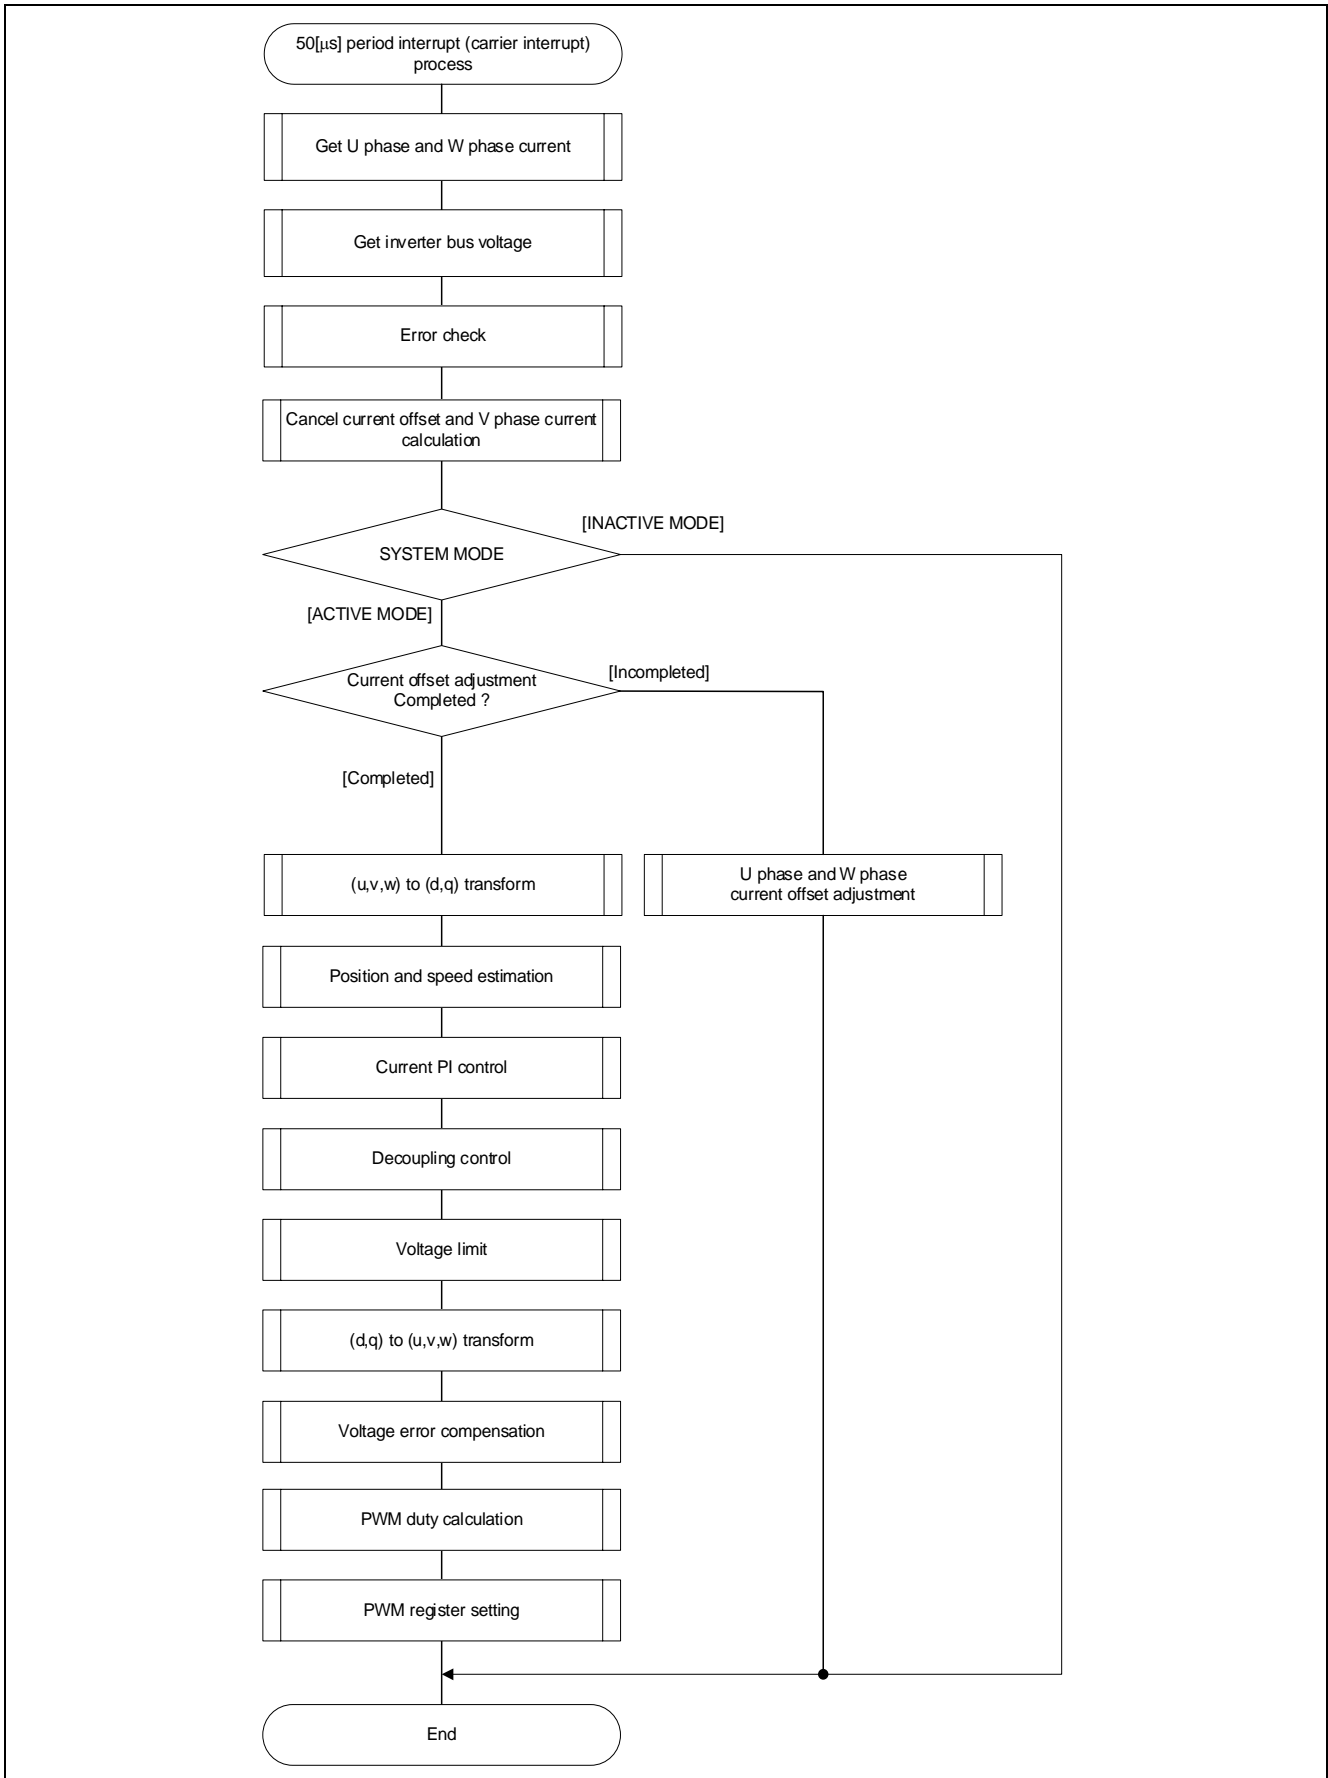 50[μs] period interrupt (carrier interrupt)
process
Get U phase and W phase current
Get inverter bus voltage
Error check
Cancel current offset and V phase current
calculation
[INACTIVE MODE]
SYSTEM MODE
[ACTIVE MODE]
Current offset adjustment
Completed ?
[Incompleted]
[Completed]
(u,v,w) to (d,q) transform
U phase and W phase
current offset adjustment
Position and speed estimation
Current PI control
Decoupling control
Voltage limit
(d,q) to (u,v,w) transform
Voltage error compensation
PWM duty calculation
PWM register setting
End